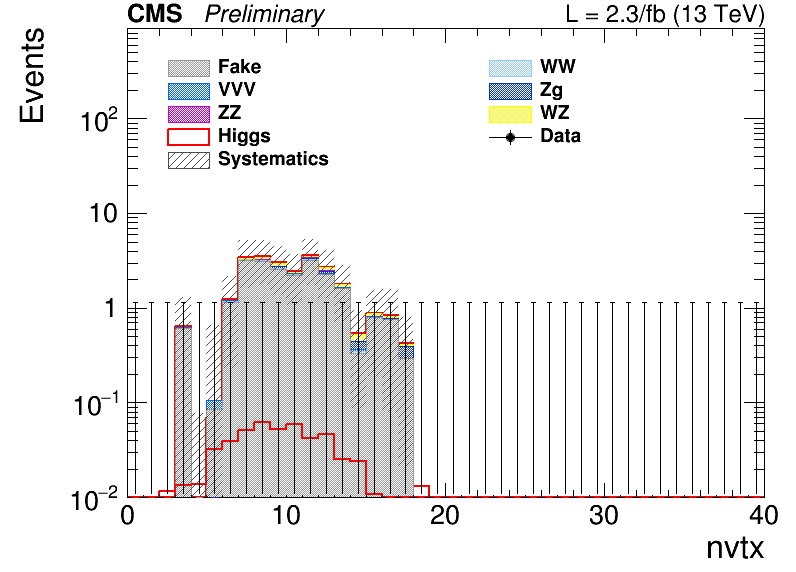 CMS Preliminary L = 2.3/fb (13 TeV)
Events
Fake WW
VVV Zg
ZZ WZ
Higgs Data
Systematics
10²
10
1
10⁻¹
10⁻²
0 10 20 30 40
nvtx